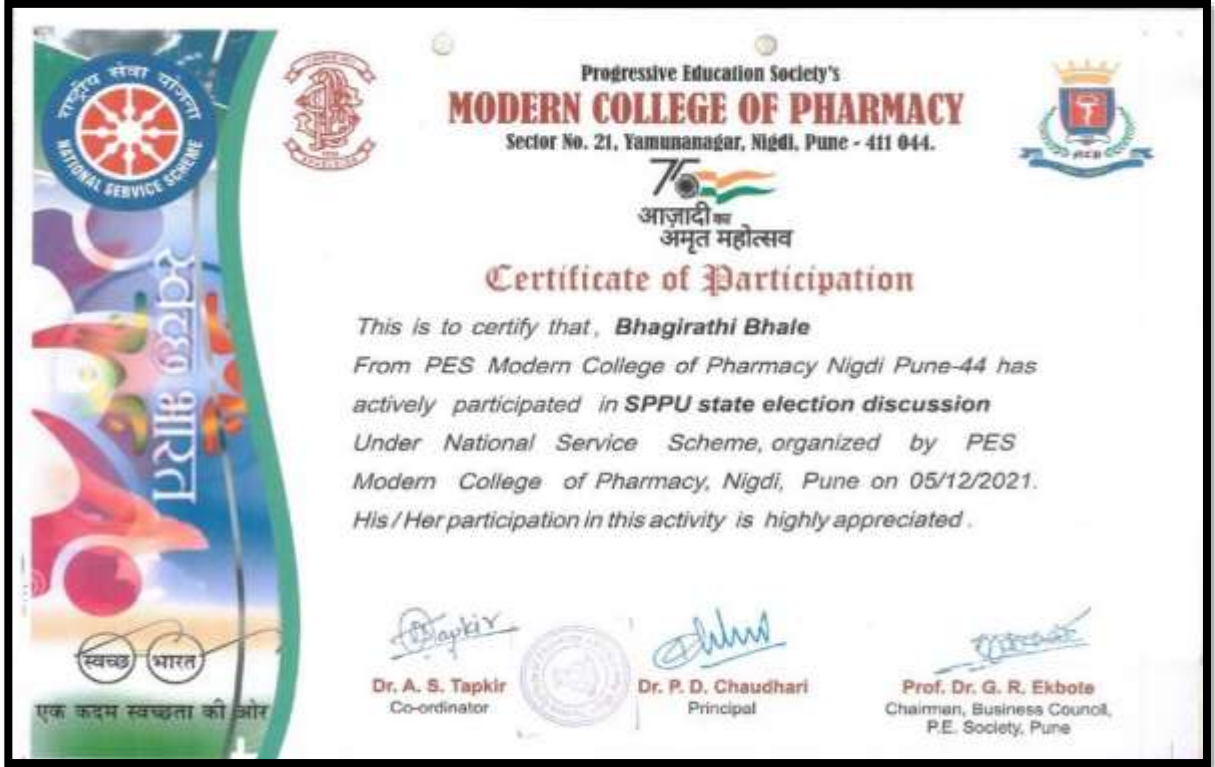 राष्ट्रीय सेवा योजना
NATIONAL SERVICE SCHEME
Progressive Education Society's
MODERN COLLEGE OF PHARMACY
Sector No. 21, Yamunanagar, Nigdi, Pune - 411 044.
75
आज़ादी का
अमृत महोत्सव
Certificate of Participation
This is to certify that, Bhagirathi Bhale
From PES Modern College of Pharmacy Nigdi Pune-44 has
actively participated in SPPU state election discussion
Under National Service Scheme, organized by PES
Modern College of Pharmacy, Nigdi, Pune on 05/12/2021.
His / Her participation in this activity is highly appreciated.
स्वच्छ भारत
एक कदम स्वच्छता की ओर
Tapkir
Dr. A. S. Tapkir
Co-ordinator
Dr. P. D. Chaudhari
Principal
Prof. Dr. G. R. Ekbote
Chairman, Business Council,
P.E. Society, Pune